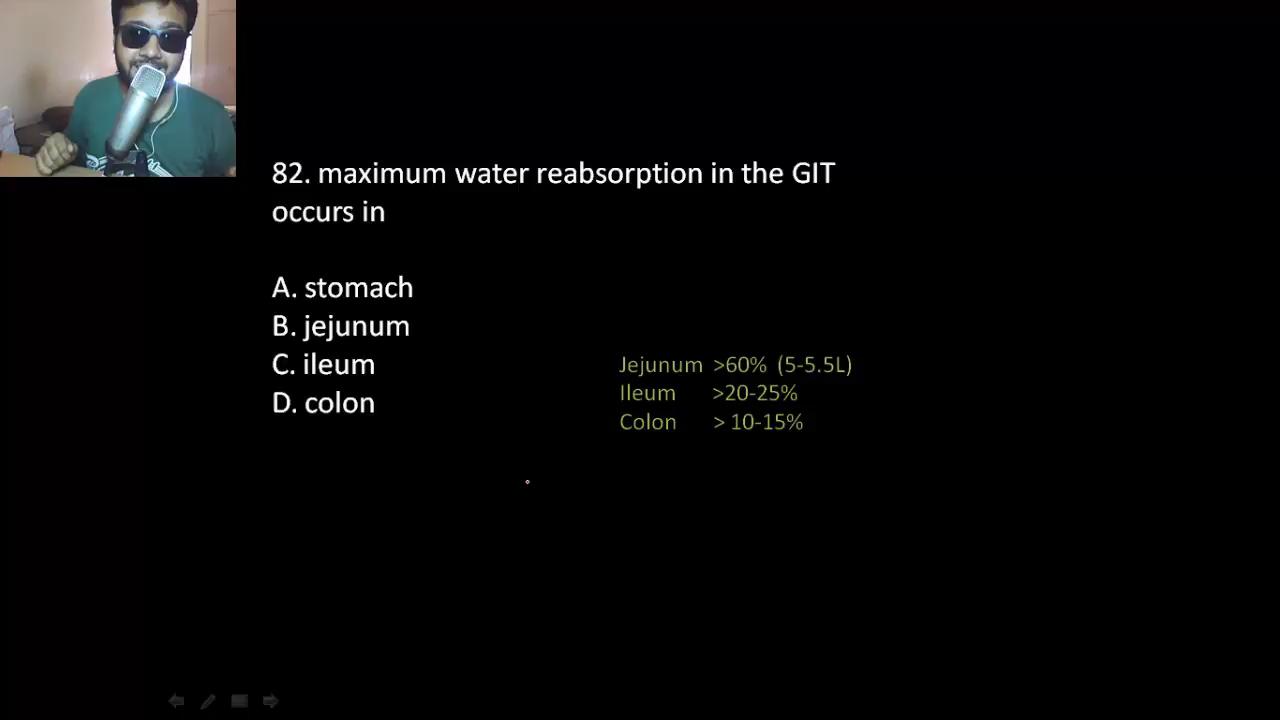 82. maximum water reabsorption in the GIT
occurs in
A. stomach
B. jejunum
C. ileum
D. colon
Jejunum >60% (5-5.5L)
Ileum >20-25%
Colon > 10-15%